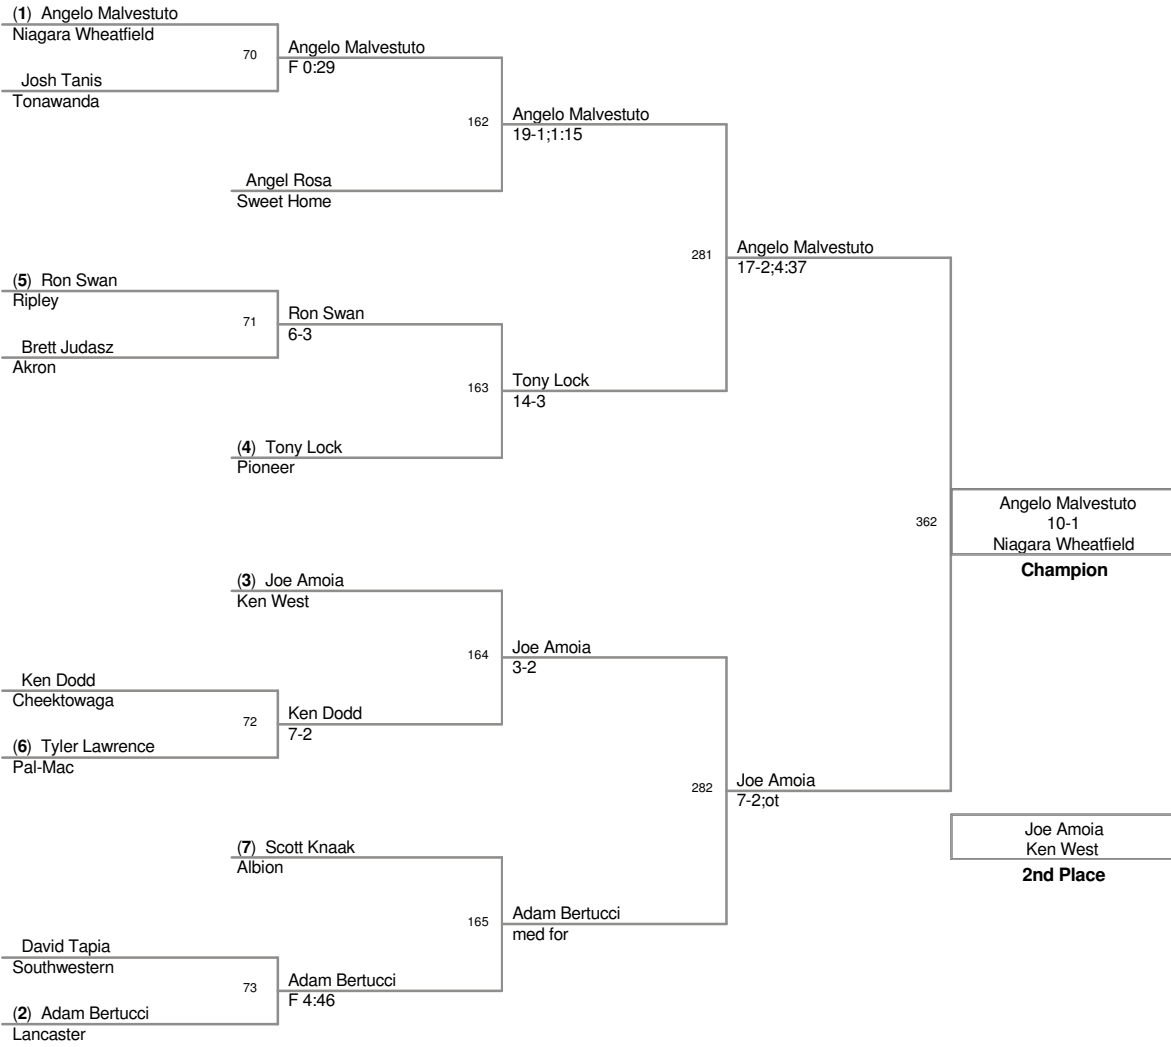 (1) Angelo Malvestuto
Niagara Wheatfield
70
Angelo Malvestuto
F 0:29
Josh Tanis
Tonawanda
162
Angelo Malvestuto
19-1;1:15
Angel Rosa
Sweet Home
281
Angelo Malvestuto
17-2;4:37
(5) Ron Swan
Ripley
71
Ron Swan
6-3
Brett Judasz
Akron
163
Tony Lock
14-3
(4) Tony Lock
Pioneer
362
Angelo Malvestuto
10-1
Niagara Wheatfield
Champion
(3) Joe Amoia
Ken West
164
Joe Amoia
3-2
Ken Dodd
Cheektowaga
72
Ken Dodd
7-2
(6) Tyler Lawrence
Pal-Mac
282
Joe Amoia
7-2;ot
Joe Amoia
Ken West
2nd Place
(7) Scott Knaak
Albion
165
Adam Bertucci
med for
David Tapia
Southwestern
73
Adam Bertucci
F 4:46
(2) Adam Bertucci
Lancaster